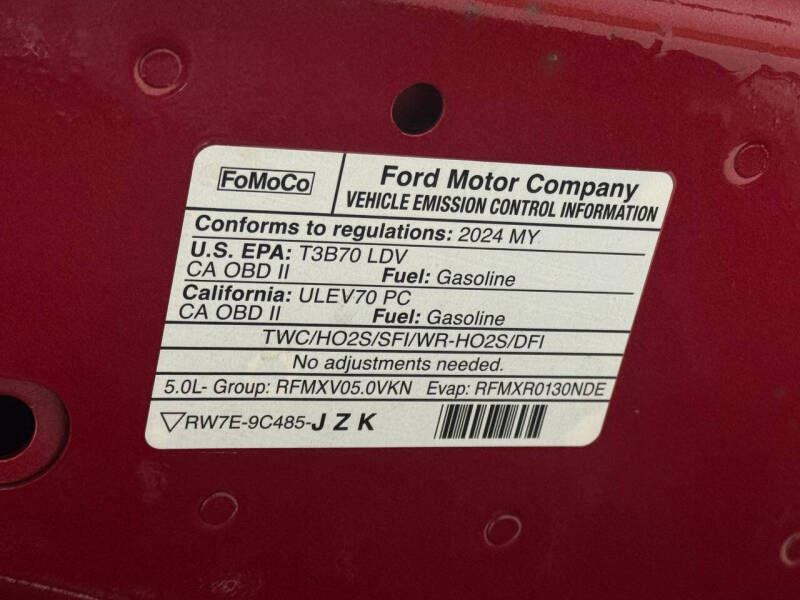 FoMoCo
Ford Motor Company
VEHICLE EMISSION CONTROL INFORMATION
Conforms to regulations: 2024 MY
U.S. EPA: T3B70 LDV
CA OBD II Fuel: Gasoline
California: ULEV70 PC
CA OBD II Fuel: Gasoline
TWC/HO2S/SFI/WR-HO2S/DFI
No adjustments needed.
5.0L- Group: RFMXV05.0VKN Evap: RFMXR0130NDE
RW7E-9C485-J Z K